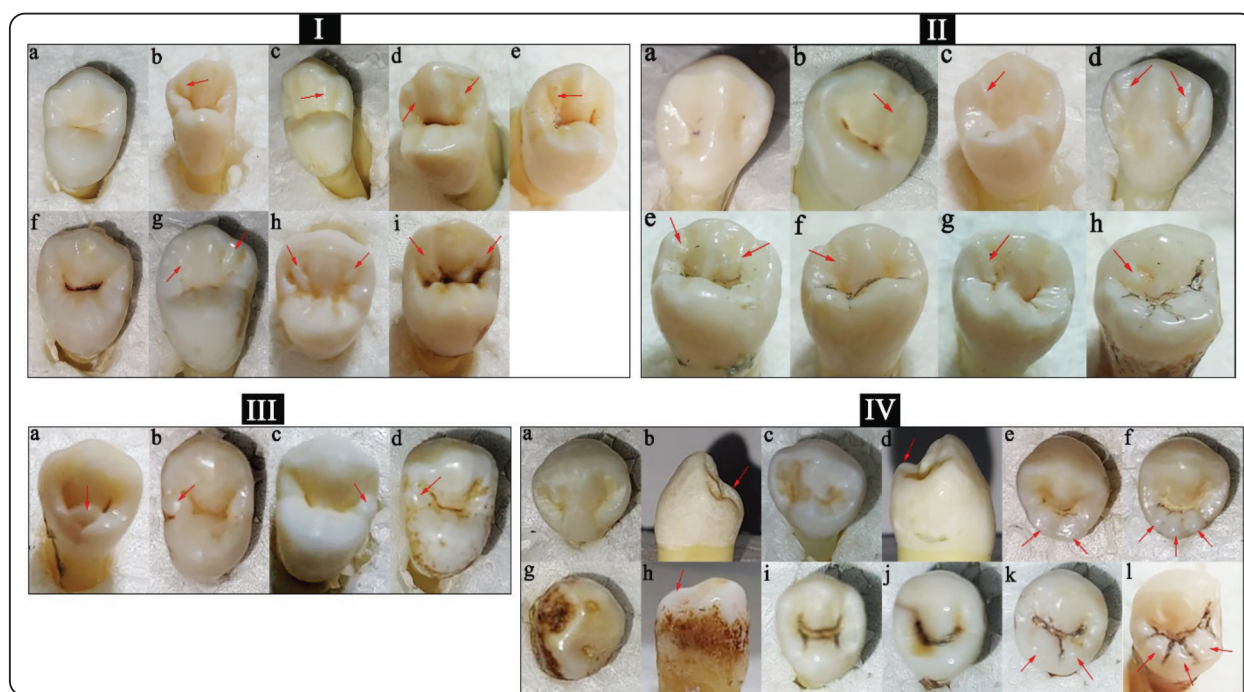 I
a b c d e
f g h i
II
a b c d
e f g h
III
a b c d
IV
a b c d e f
g h i j k l